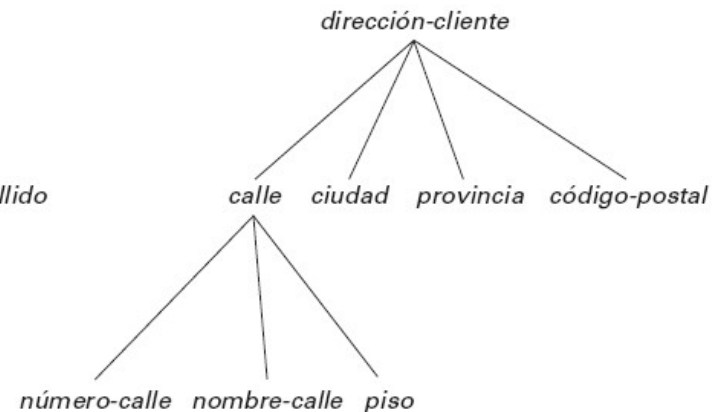 dirección-cliente
llido calle ciudad provincia código-postal
número-calle nombre-calle piso